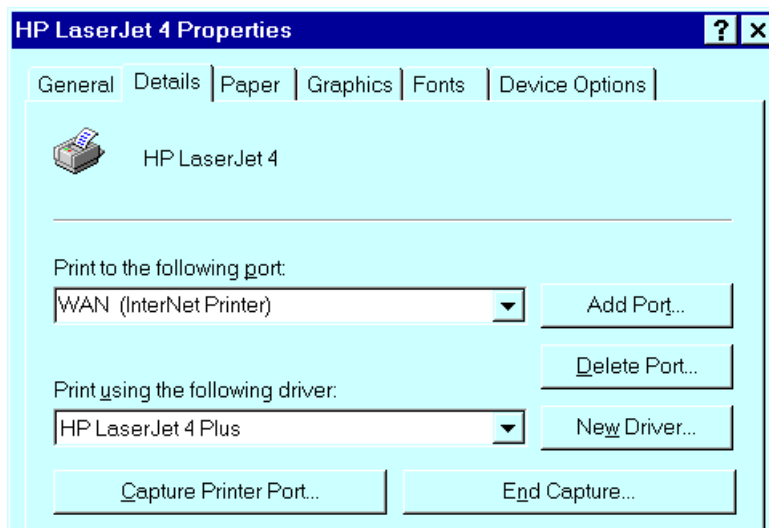 HP LaserJet 4 Properties
General Details Paper Graphics Fonts Device Options
HP LaserJet 4
Print to the following port:
WAN (InterNet Printer)
Add Port...
Delete Port...
Print using the following driver:
HP LaserJet 4 Plus
New Driver...
Capture Printer Port... End Capture...